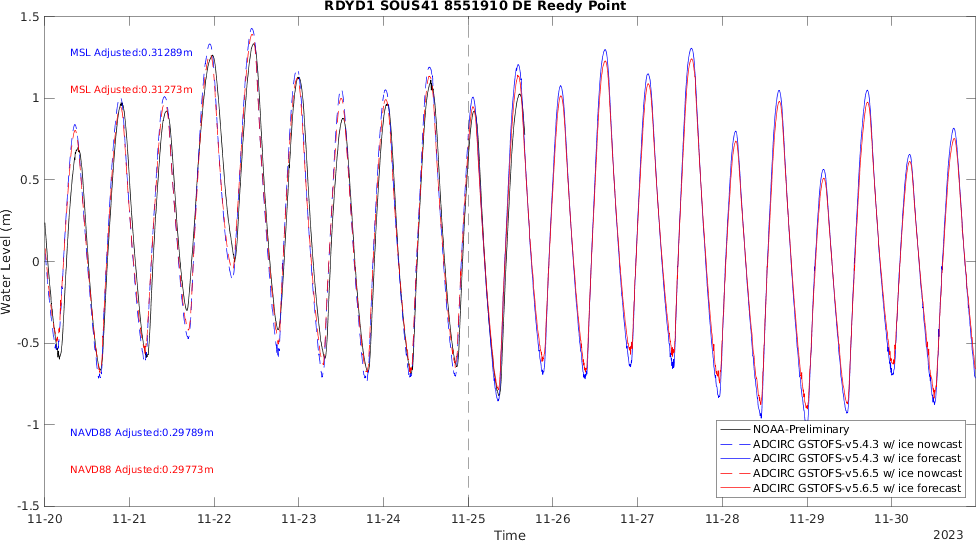 RDYD1 SOUS41 8551910 DE Reedy Point
1.5
1
0.5
0
-0.5
-1
-1.5
Water Level (m)
MSL Adjusted:0.31289m
MSL Adjusted:0.31273m
NAVD88 Adjusted:0.29789m
NAVD88 Adjusted:0.29773m
NOAA-Preliminary
ADCIRC GSTOFS-v5.4.3 w/ ice nowcast
ADCIRC GSTOFS-v5.4.3 w/ ice forecast
ADCIRC GSTOFS-v5.6.5 w/ ice nowcast
ADCIRC GSTOFS-v5.6.5 w/ ice forecast
11-20 11-21 11-22 11-23 11-24 11-25 11-26 11-27 11-28 11-29 11-30
Time
2023